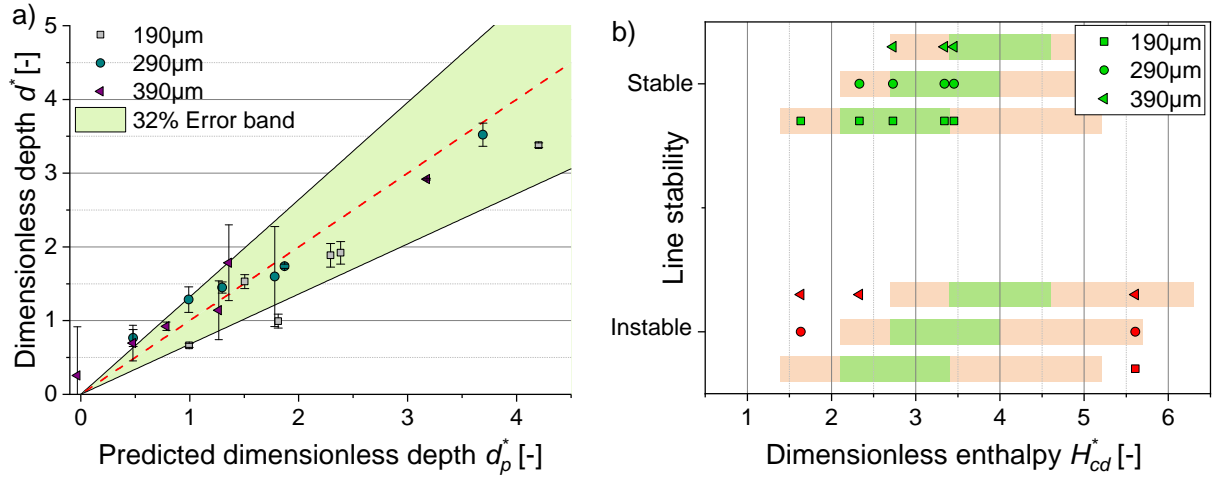 a)
190µm
290µm
390µm
32% Error band
5
4
3
2
1
0
Dimensionless depth d* [-]
0 1 2 3 4
Predicted dimensionless depth d*p [-]
b)
190µm
290µm
390µm
Stable
Instable
Line stability
1 2 3 4 5 6
Dimensionless enthalpy H*cd [-]